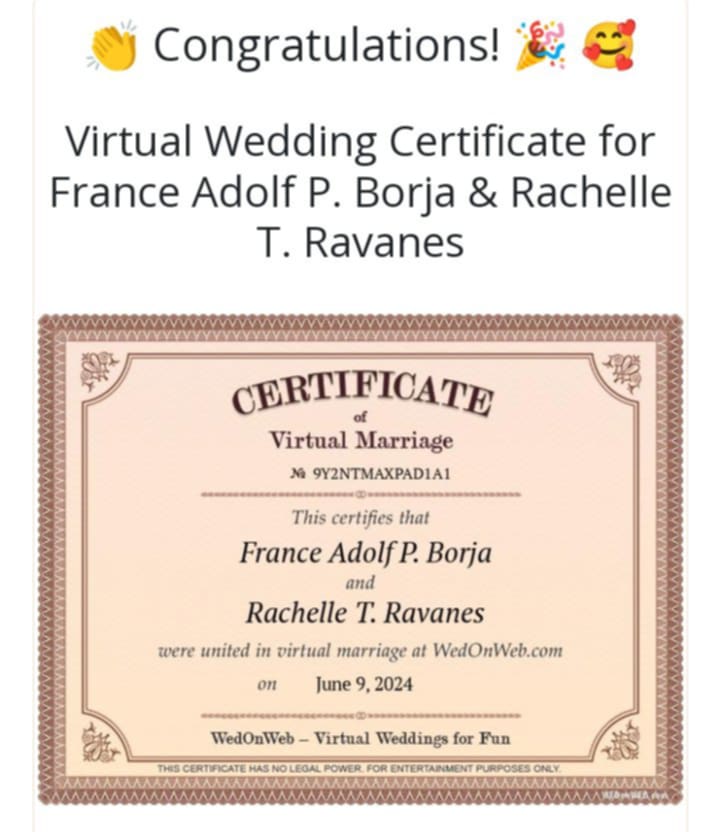 👏 Congratulations! 🎉 🥰
Virtual Wedding Certificate for
France Adolf P. Borja & Rachelle
T. Ravanes
CERTIFICATE
of
Virtual Marriage
№ 9Y2NTMAXPAD1A1
This certifies that
France Adolf P. Borja
and
Rachelle T. Ravanes
were united in virtual marriage at WedOnWeb.com
on June 9, 2024
WedOnWeb – Virtual Weddings for Fun
THIS CERTIFICATE HAS NO LEGAL POWER. FOR ENTERTAINMENT PURPOSES ONLY.
WEDonWEB.com